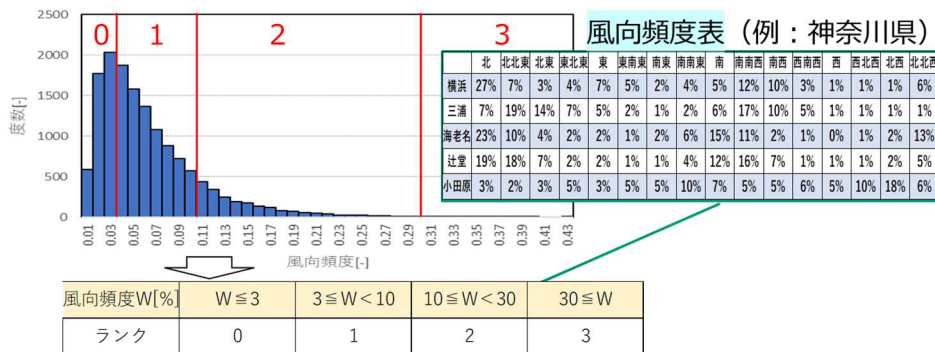 風向頻度表（例：神奈川県）
0 1 2 3
2500
2000
1500
1000
500
0
度数[-]
0.01 0.03 0.05 0.07 0.09 0.11 0.13 0.15 0.17 0.19 0.21 0.23 0.25 0.27 0.29 0.31 0.33 0.35 0.37 0.39 0.41 0.43
風向頻度[-]
北 北北東 北東 東北東 東 東南東 南東 南南東 南 南南西 南西 西南西 西 西北西 北西 北北西
横浜 27% 7% 3% 4% 7% 5% 2% 4% 5% 12% 10% 3% 1% 1% 1% 6%
三浦 7% 19% 14% 7% 5% 2% 1% 2% 6% 17% 10% 5% 1% 1% 1% 1%
海老名 23% 10% 4% 2% 2% 1% 2% 6% 15% 11% 2% 1% 0% 1% 2% 13%
辻堂 19% 18% 7% 2% 2% 1% 1% 4% 12% 16% 7% 1% 1% 1% 2% 5%
小田原 3% 2% 3% 5% 3% 5% 5% 10% 7% 5% 5% 6% 5% 10% 18% 6%
風向頻度W[%] W≦3 3≦W<10 10≦W<30 30≦W
ランク 0 1 2 3